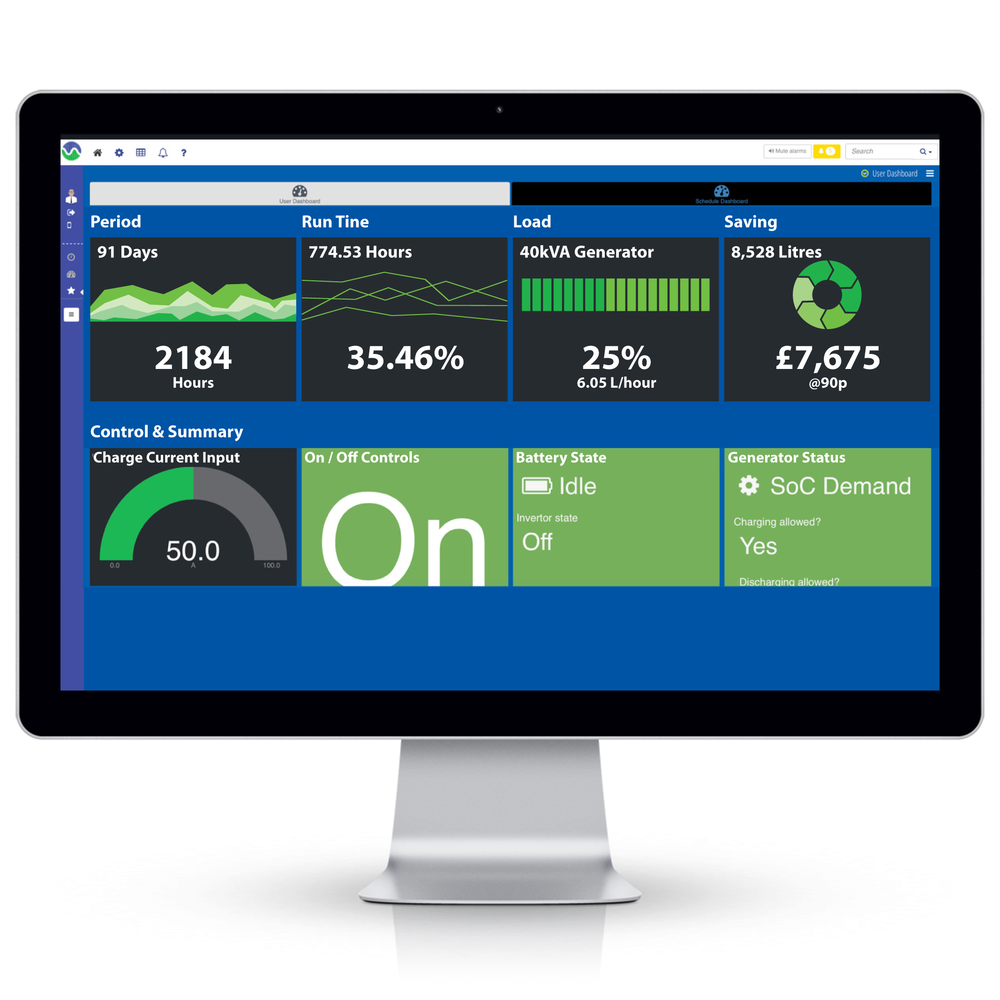 ?
Mute alarms
5
Search
User Dashboard
User Dashboard
Schedule Dashboard
Period
Run Tine
Load
Saving
91 Days
774.53 Hours
40kVA Generator
8,528 Litres
2184
35.46%
25%
£7,675
Hours
6.05 L/hour
@90p
Control & Summary
Charge Current Input
On / Off Controls
Battery State
Generator Status
On
Idle
SoC Demand
Invertor state
Charging allowed?
Off
Yes
50.0
0.0
A
100.0
Discharging allowed?